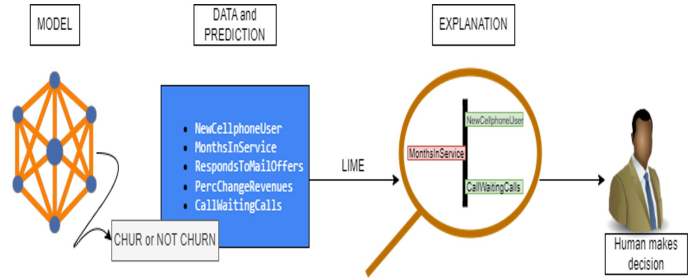 MODEL
DATA and
PREDICTION
EXPLANATION
NewCellphoneUser
MonthsInService
RespondsToMailOffers
PercChangeRevenues
CallWaitingCalls
CHUR or NOT CHURN
LIME
NewCellphoneUser
MonthsInService
CallWaitingCalls
Human makes
decision